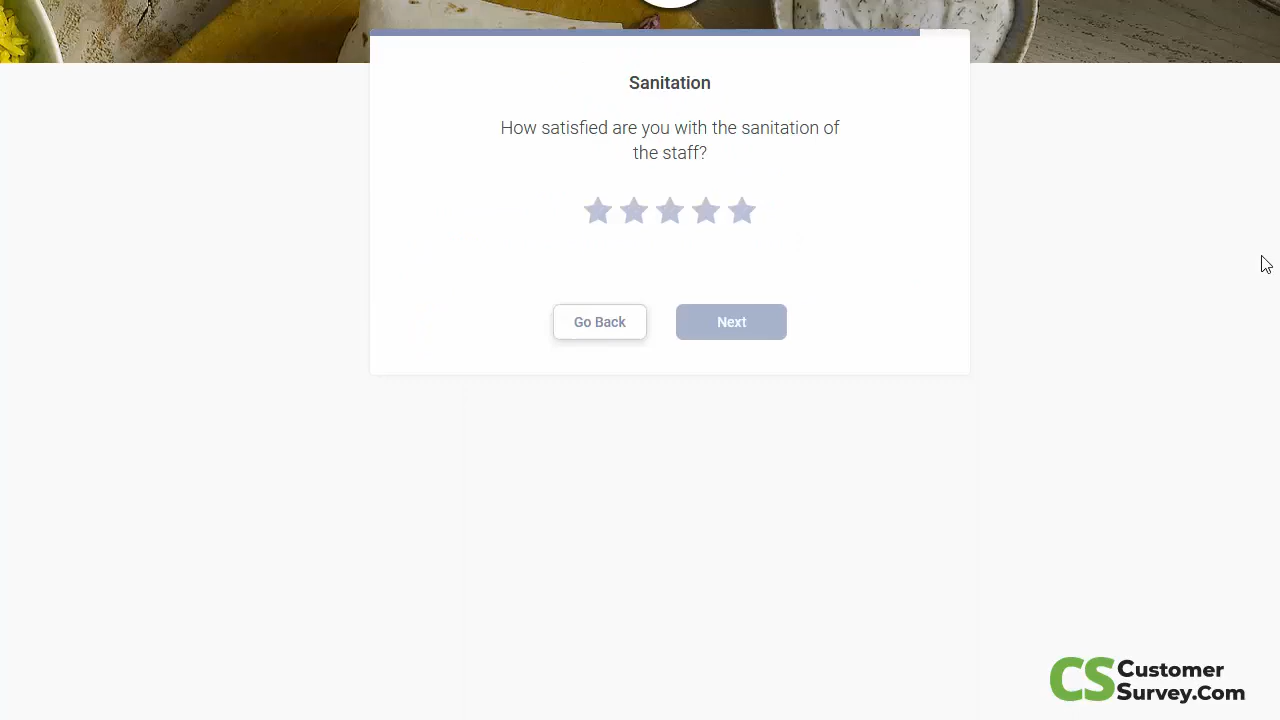 Sanitation
How satisfied are you with the sanitation of
the staff?
Go Back
Next
CS Customer
Survey.Com